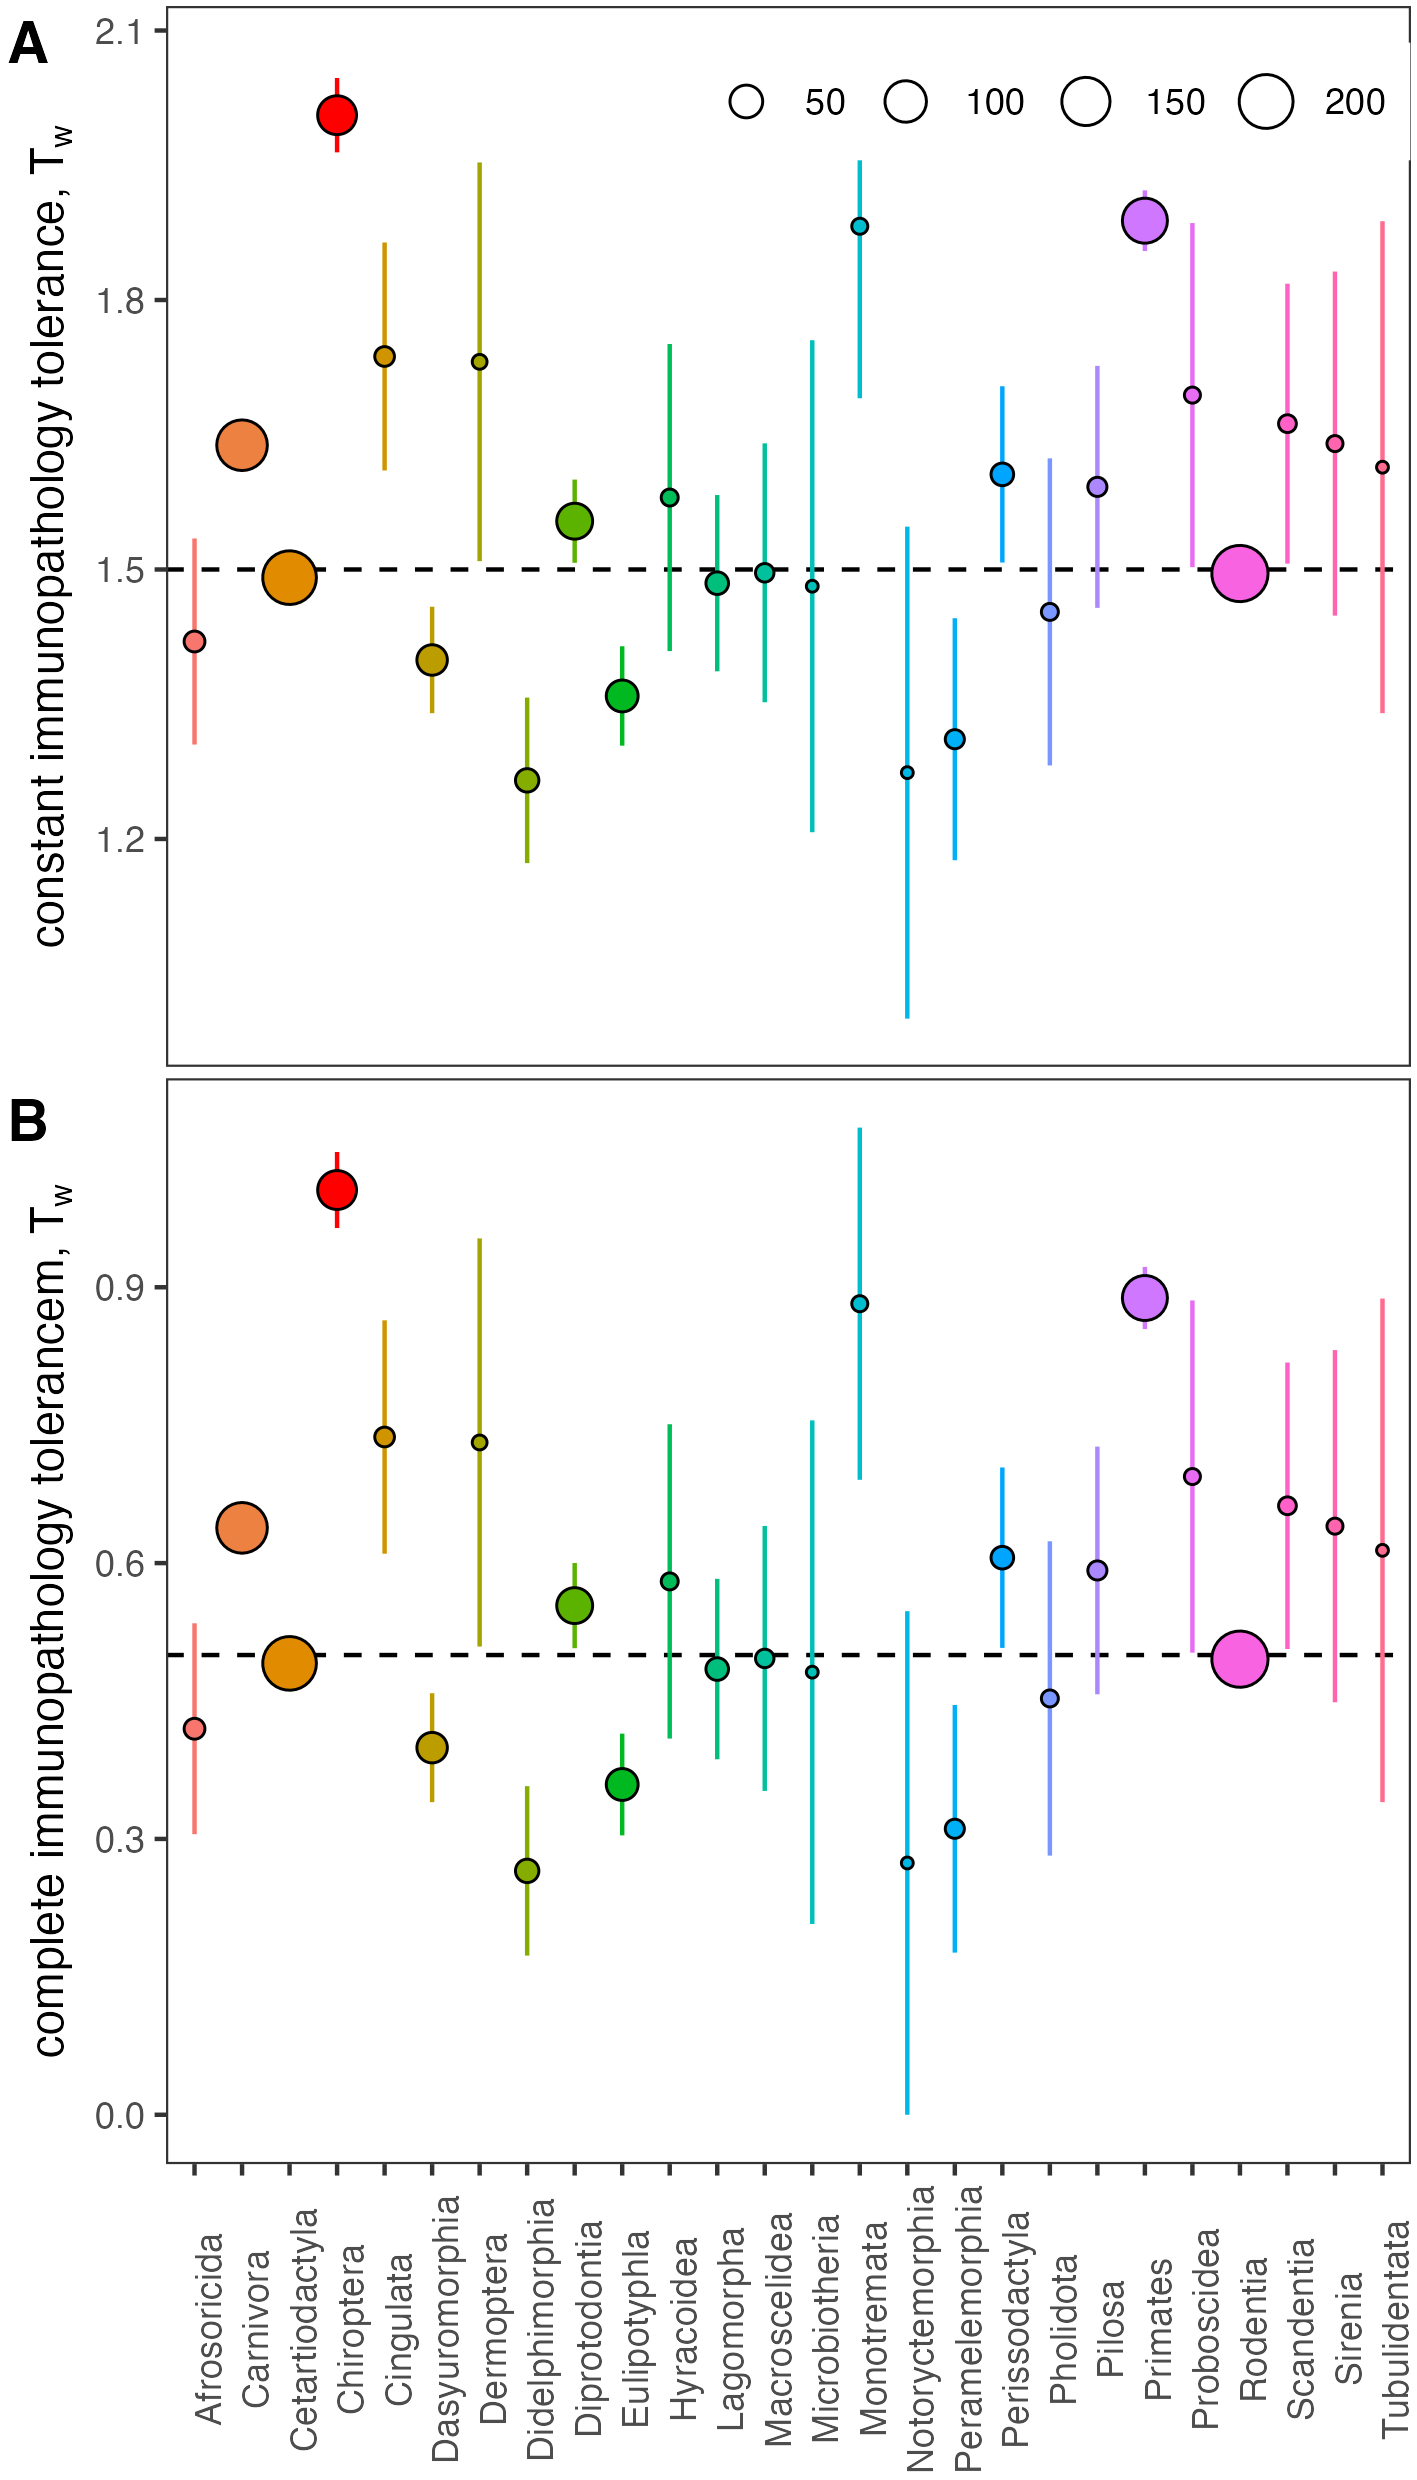 A
constant immunopathology tolerance, Tw
2.1
1.8
1.5
1.2
50 100 150 200
B
complete immunopathology tolerancem, Tw
0.9
0.6
0.3
0.0
Afrosoricida
Carnivora
Cetartiodactyla
Chiroptera
Cingulata
Dasyuromorphia
Dermoptera
Didelphimorphia
Diprotodontia
Eulipotyphla
Hyracoidea
Lagomorpha
Macroscelidea
Microbiotheria
Monotremata
Notoryctemorphia
Peramelemorphia
Perissodactyla
Pholidota
Pilosa
Primates
Proboscidea
Rodentia
Scandentia
Sirenia
Tubulidentata